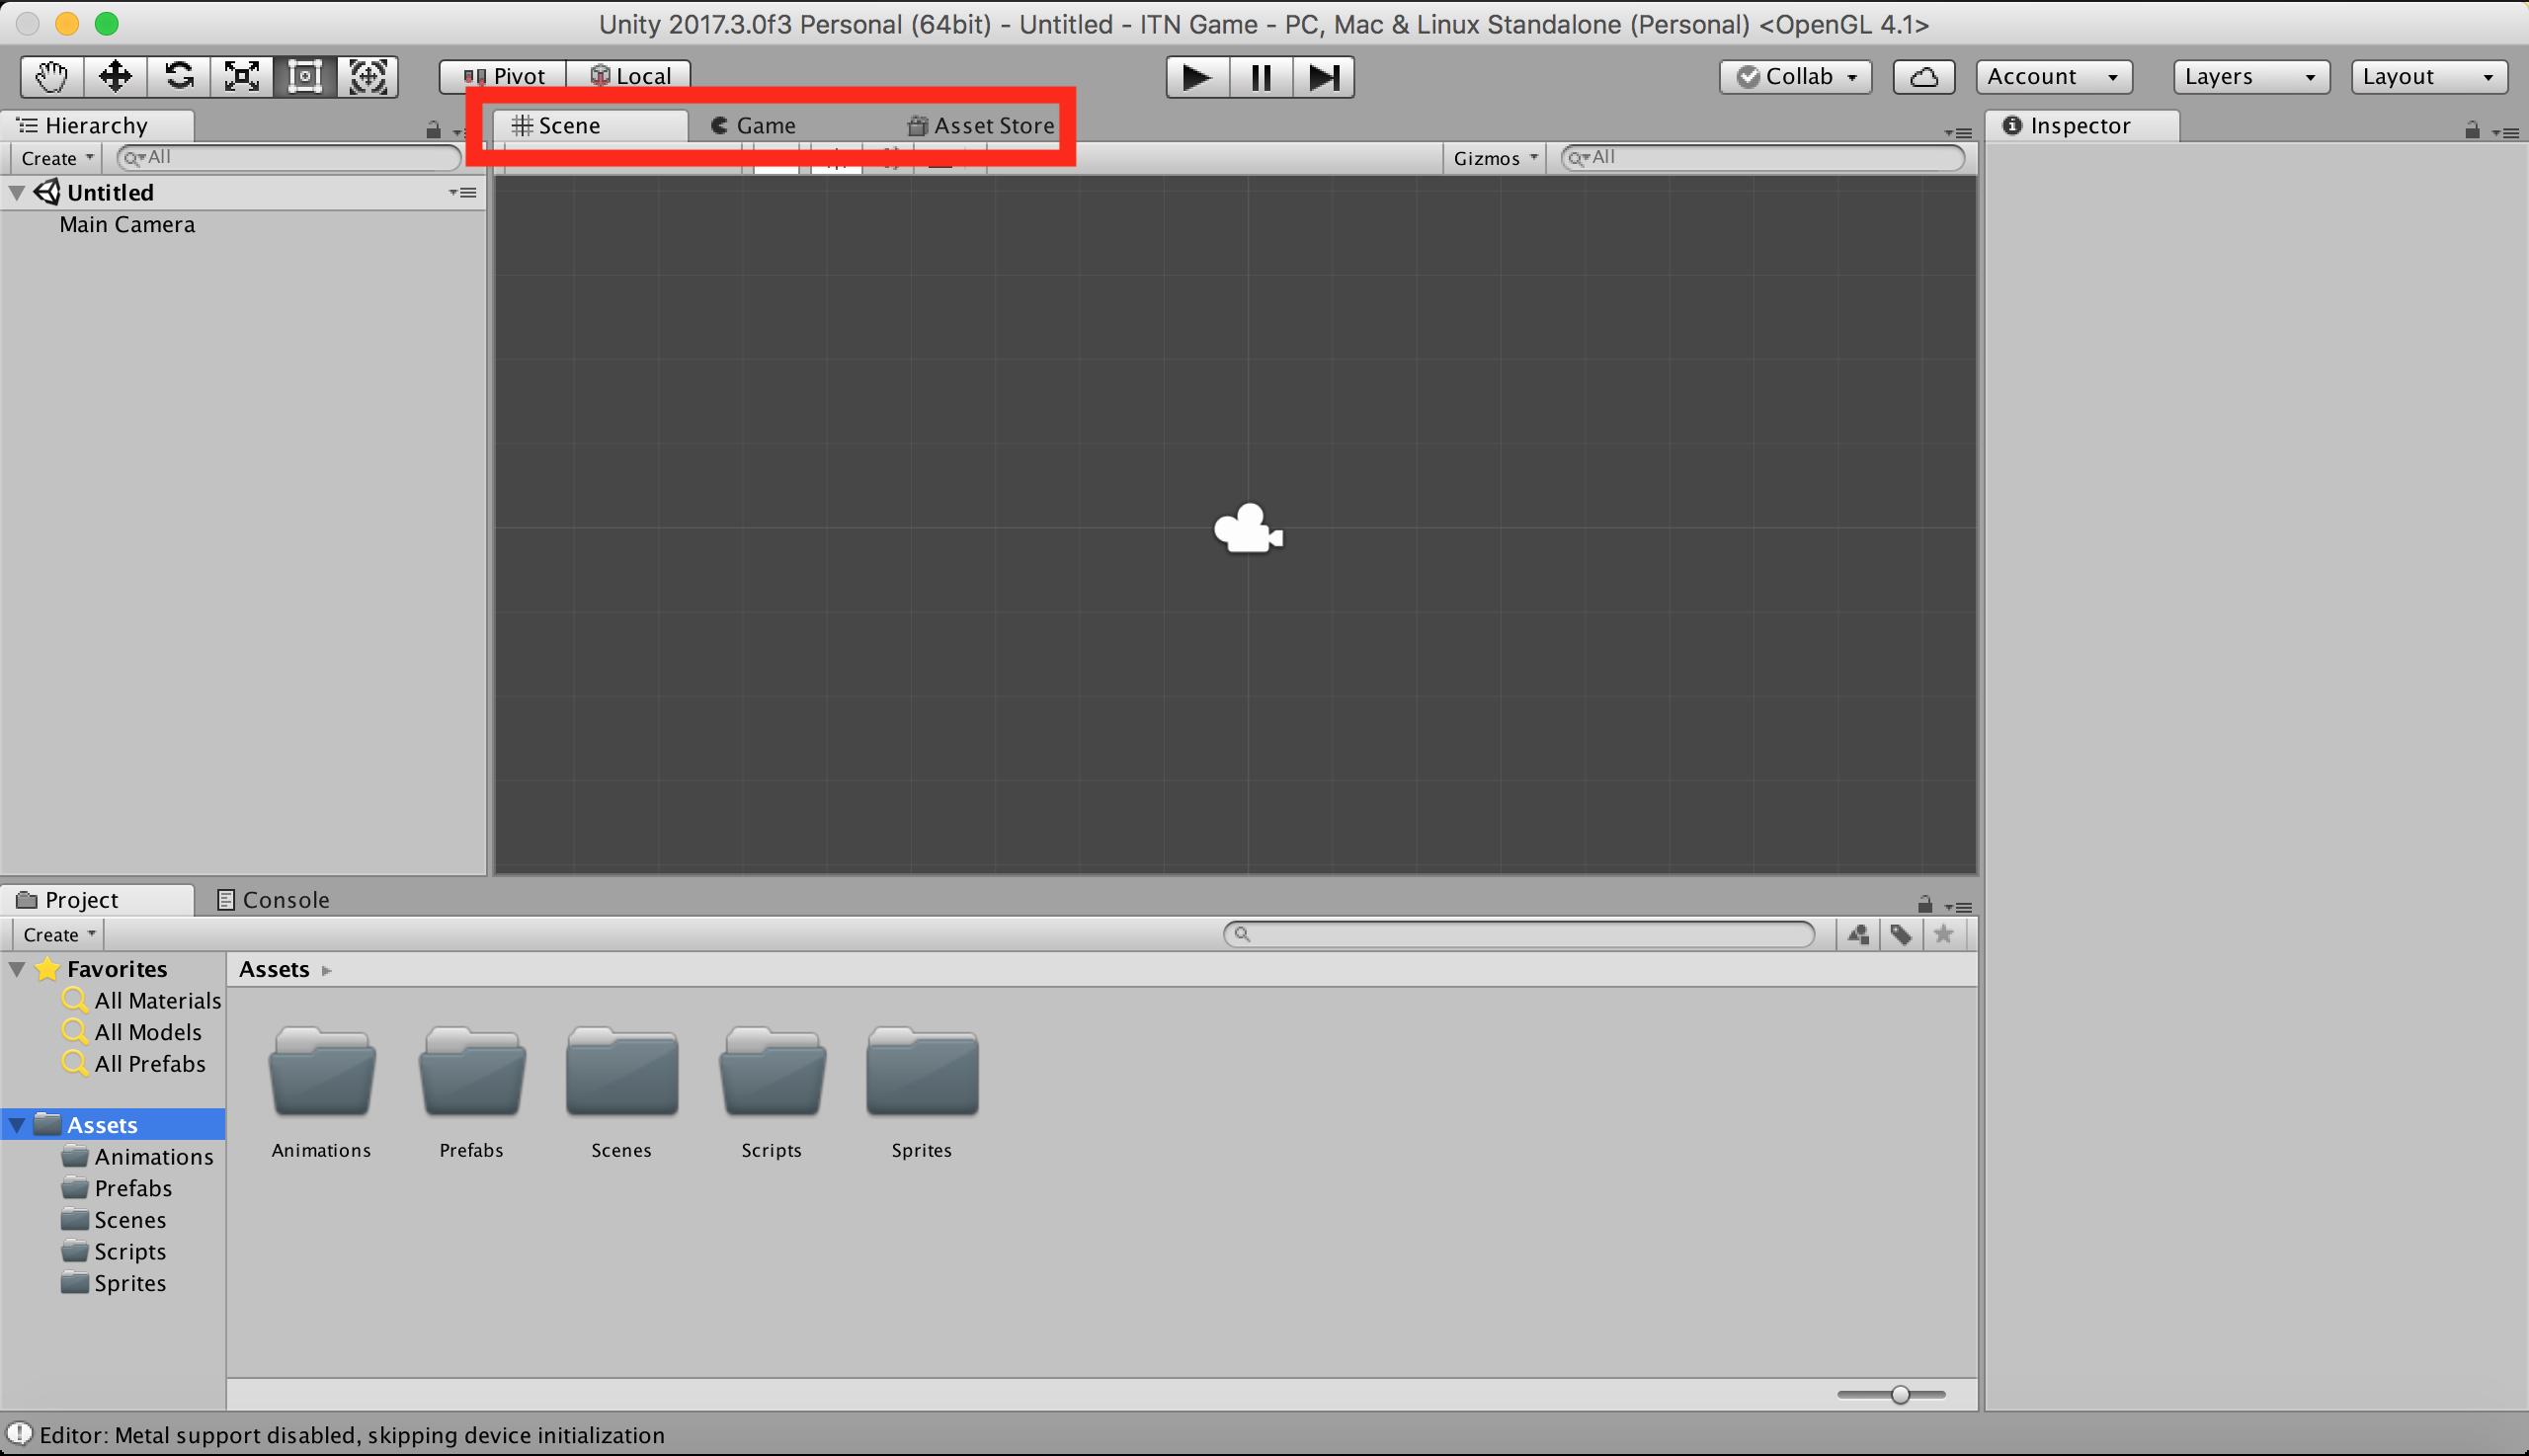 Unity 2017.3.0f3 Personal (64bit) - Untitled - ITN Game - PC, Mac & Linux Standalone (Personal) <OpenGL 4.1>
Pivot Local Collab Account Layers Layout
Hierarchy Scene Game Asset Store Inspector
Create All Gizmos All
Untitled
Main Camera
Project Console
Create
Favorites Assets
All Materials
All Models
All Prefabs
Assets
Animations
Prefabs
Scenes
Scripts
Sprites
Animations Prefabs Scenes Scripts Sprites
Editor: Metal support disabled, skipping device initialization